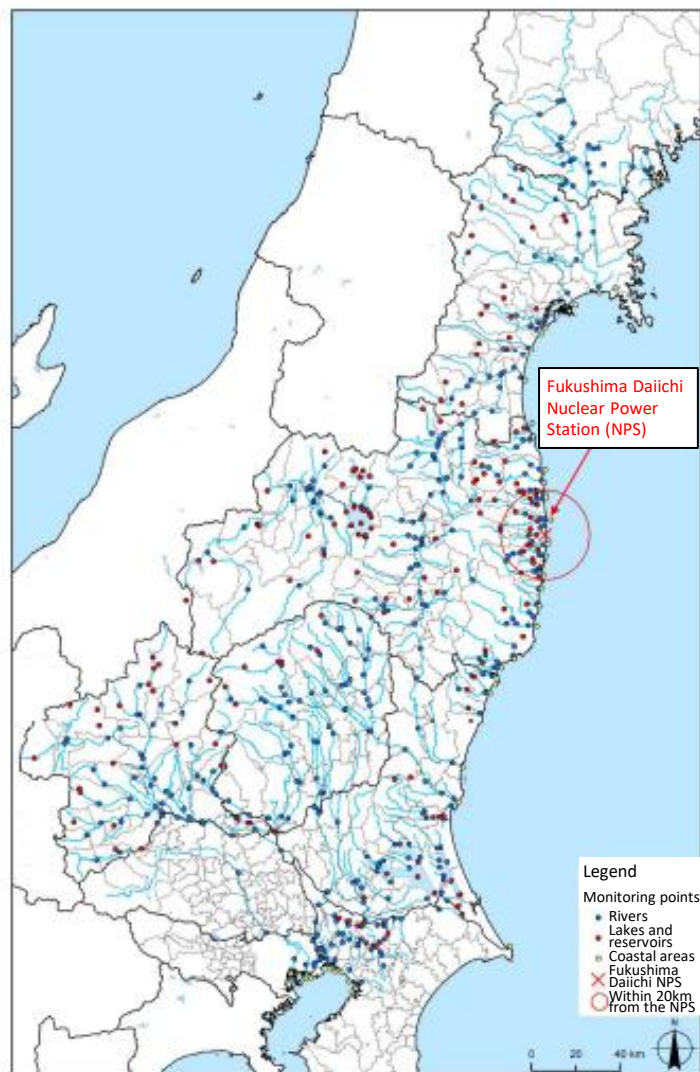 Fukushima Daiichi
Nuclear Power
Station (NPS)
Legend
Monitoring points
Rivers
Lakes and
reservoirs
Coastal areas
Fukushima
Daiichi NPS
Within 20km
from the NPS
N
0 20 40 km